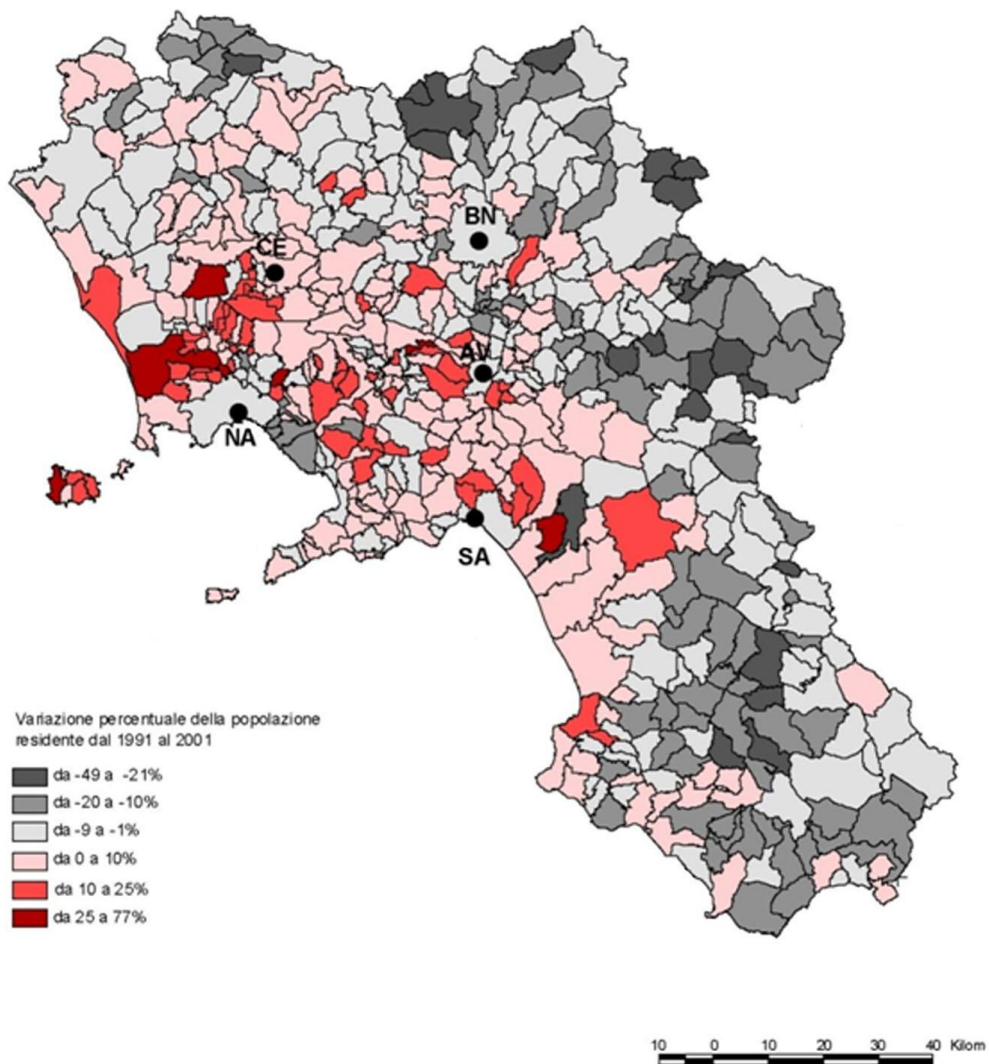 BN
CE
AV
NA
SA
Variazione percentuale della popolazione
residente dal 1991 al 2001
da -49 a -21%
da -20 a -10%
da -9 a -1%
da 0 a 10%
da 10 a 25%
da 25 a 77%
10 0 10 20 30 40 Kilom